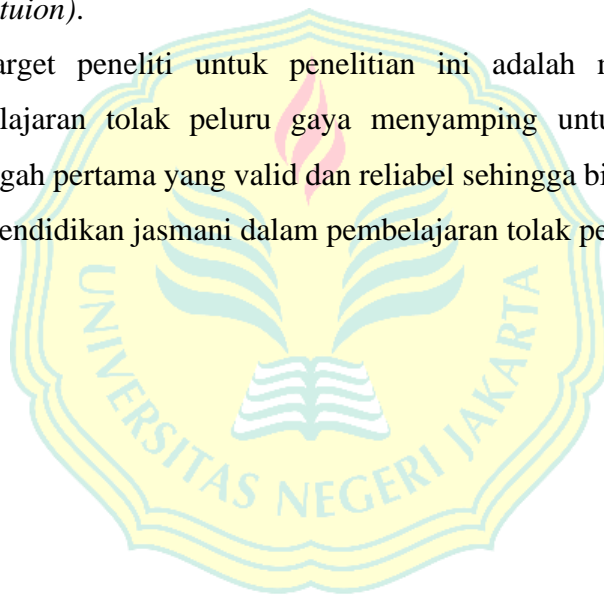 tuion).
arget peneliti untuk penelitian ini adalah
lajaran tolak peluru gaya menyamping untu
gah pertama yang valid dan reliabel sehingga bi
endidikan jasmani dalam pembelajaran tolak pe
UNIVERSITAS NEGERI JAKARTA